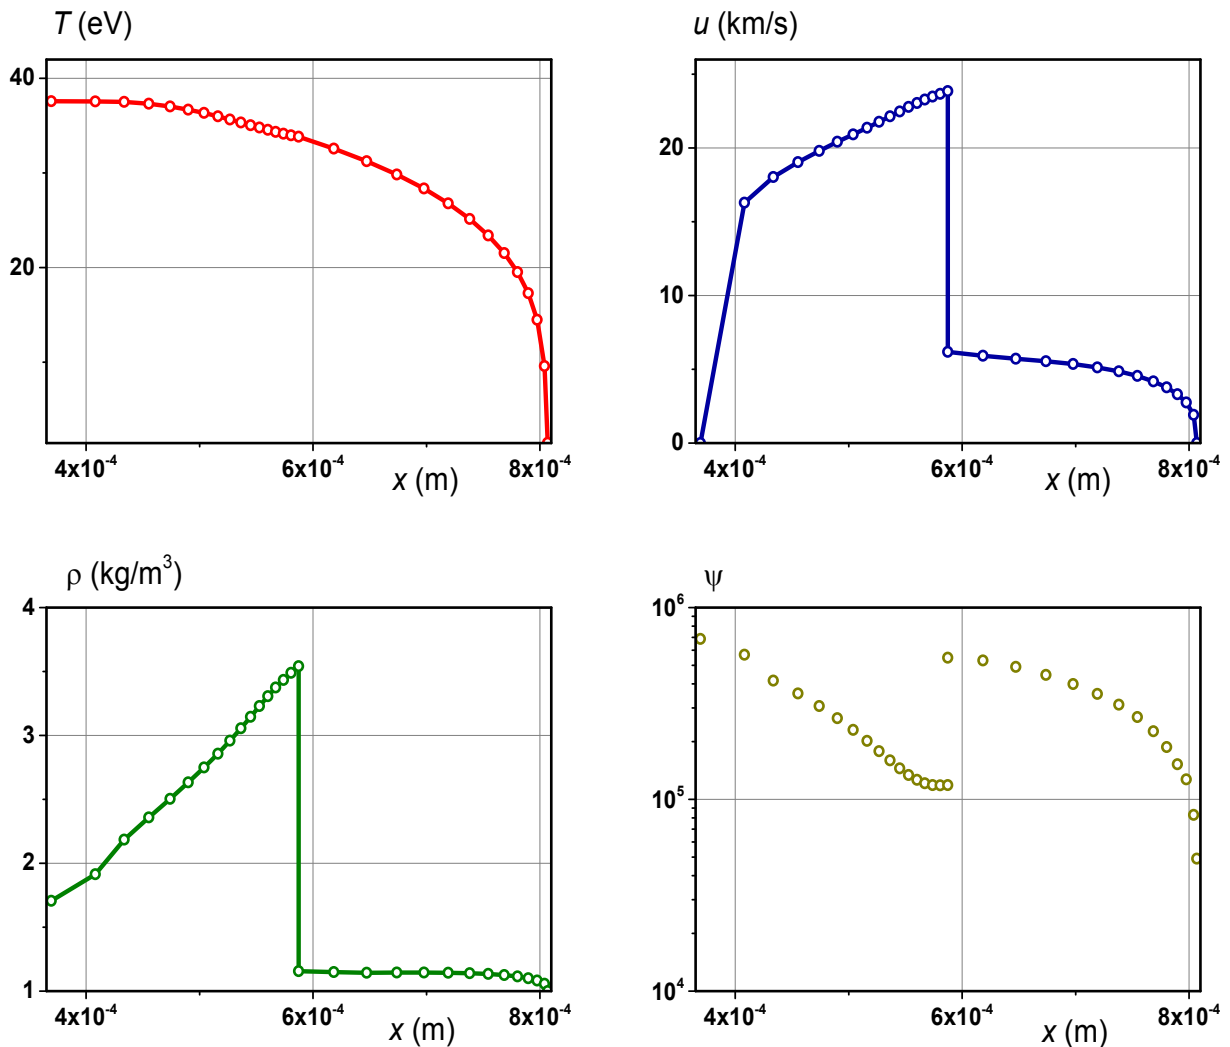 T (eV)
40
20
4x10⁻⁴
6x10⁻⁴
8x10⁻⁴
x (m)
u (km/s)
20
10
0
4x10⁻⁴
6x10⁻⁴
8x10⁻⁴
x (m)
ρ (kg/m³)
4
3
2
1
4x10⁻⁴
6x10⁻⁴
8x10⁻⁴
x (m)
ψ
10⁶
10⁵
10⁴
4x10⁻⁴
6x10⁻⁴
8x10⁻⁴
x (m)